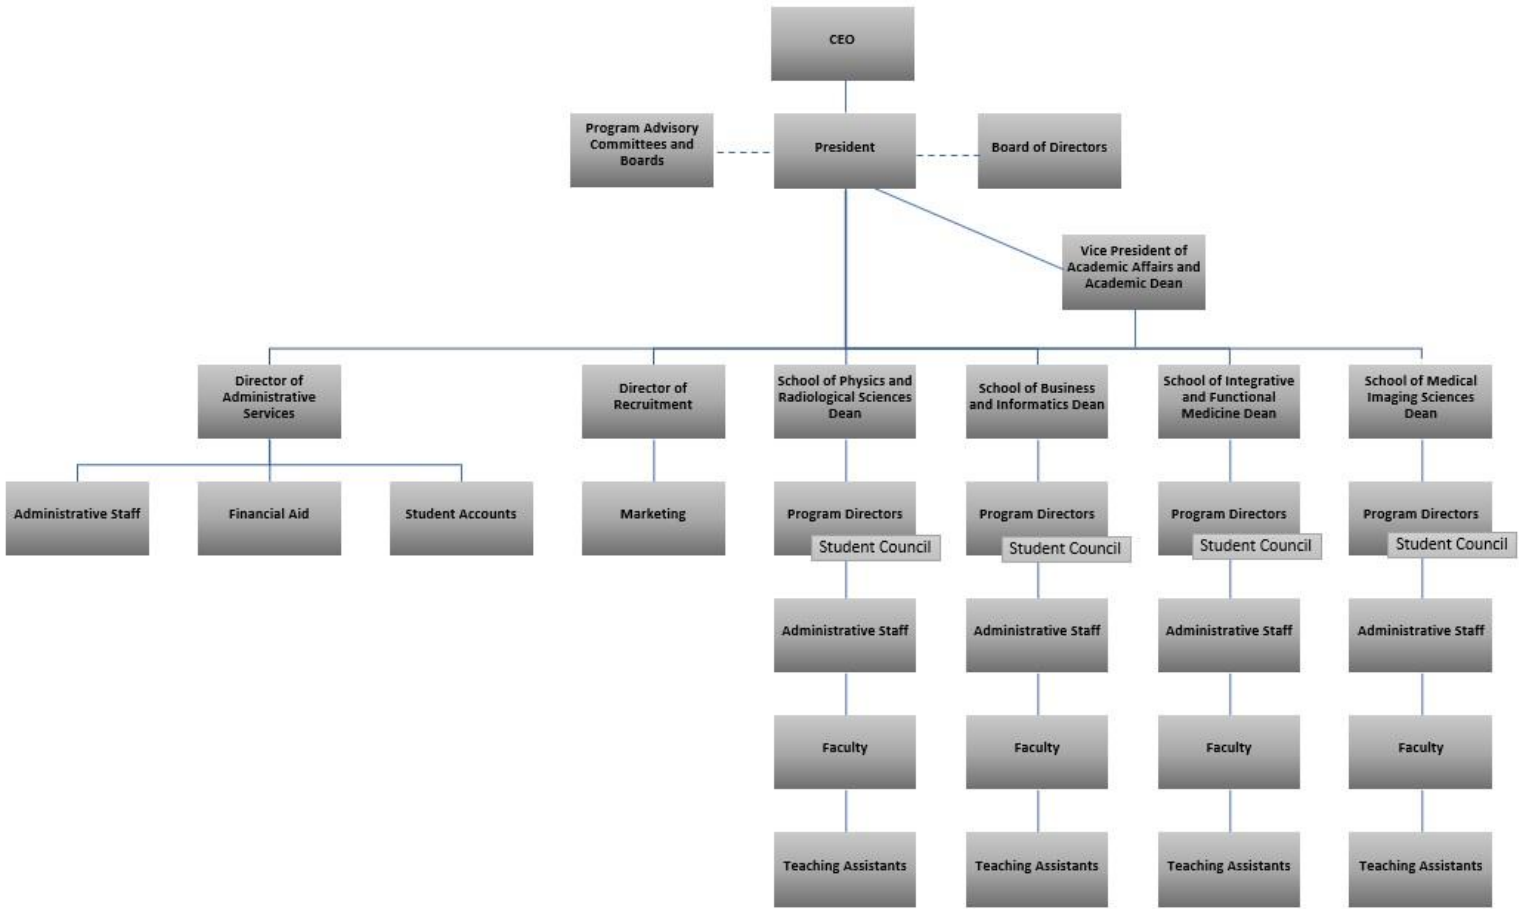 CEO
Program Advisory
Committees and
Boards
President
Board of Directors
Vice President of
Academic Affairs and
Academic Dean
Director of
Administrative
Services
Director of
Recruitment
School of Physics and
Radiological Sciences
Dean
School of Business
and Informatics Dean
School of Integrative
and Functional
Medicine Dean
School of Medical
Imaging Sciences
Dean
Administrative Staff
Financial Aid
Student Accounts
Marketing
Program Directors
Program Directors
Program Directors
Program Directors
Student Council
Student Council
Student Council
Student Council
Administrative Staff
Administrative Staff
Administrative Staff
Administrative Staff
Faculty
Faculty
Faculty
Faculty
Teaching Assistants
Teaching Assistants
Teaching Assistants
Teaching Assistants